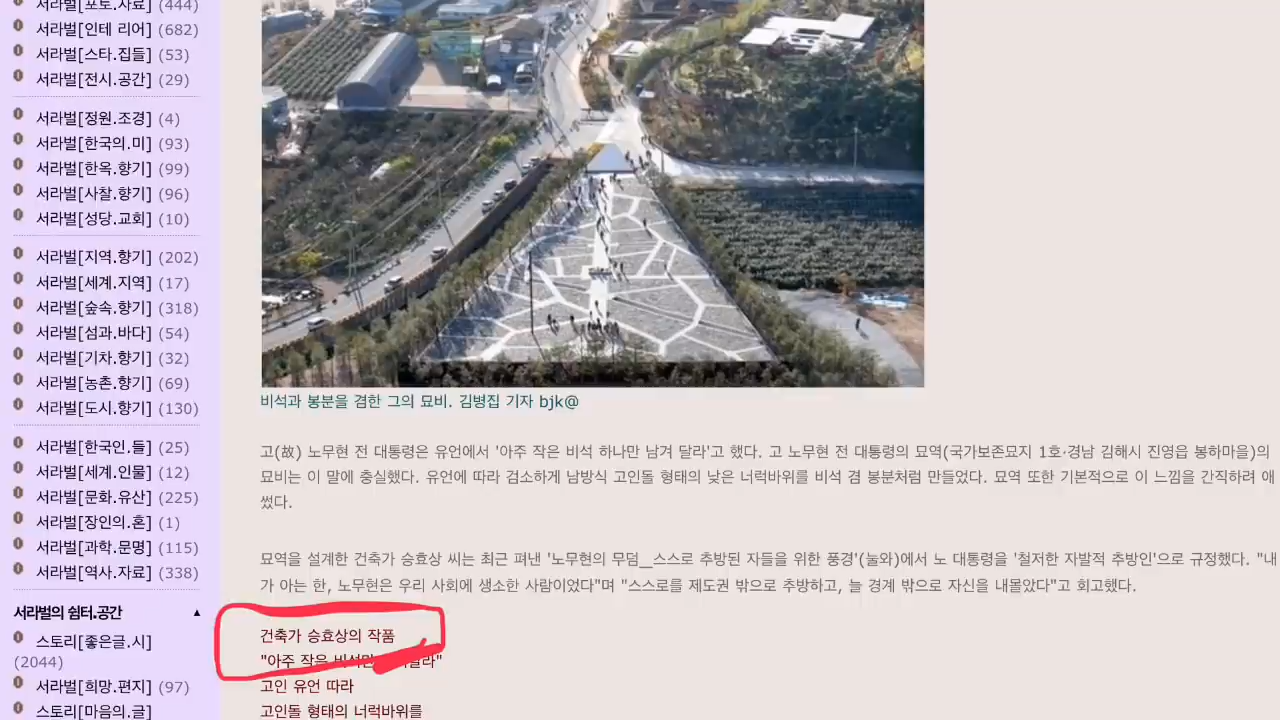 서라벌[포토.자료] (444)
서라벌[인테 리어] (682)
서라벌[스타.집들] (53)
서라벌[전시.공간] (29)
서라벌[정원.조경] (4)
서라벌[한국의.미] (93)
서라벌[한옥.향기] (99)
서라벌[사찰.향기] (96)
서라벌[성당.교회] (10)
서라벌[지역.향기] (202)
서라벌[세계.지역] (17)
서라벌[숲속.향기] (318)
서라벌[섬과.바다] (54)
서라벌[기차.향기] (32)
서라벌[농촌.향기] (69)
서라벌[도시.향기] (130)
서라벌[한국인.들] (25)
서라벌[세계.인물] (12)
서라벌[문화.유산] (225)
서라벌[장인의.혼] (1)
서라벌[과학.문명] (115)
서라벌[역사.자료] (338)
서라벌의 쉼터.공간 ▲
스토리[좋은글.시]
(2044)
서라벌[희망.편지] (97)
스토리[마음의.글]
비석과 봉분을 겸한 그의 묘비. 김병집 기자 bjk@
고(故) 노무현 전 대통령은 유언에서 '아주 작은 비석 하나만 남겨 달라'고 했다. 고 노무현 전 대통령의 묘역(국가보존묘지 1호·경남 김해시 진영읍 봉하마을)의
묘비는 이 말에 충실했다. 유언에 따라 검소하게 남방식 고인돌 형태의 낮은 너럭바위를 비석 겸 봉분처럼 만들었다. 묘역 또한 기본적으로 이 느낌을 간직하려 애
썼다.
묘역을 설계한 건축가 승효상 씨는 최근 펴낸 '노무현의 무덤_스스로 추방된 자들을 위한 풍경'(눌와)에서 노 대통령을 '철저한 자발적 추방인'으로 규정했다. "내
가 아는 한, 노무현은 우리 사회에 생소한 사람이었다"며 "스스로를 제도권 밖으로 추방하고, 늘 경계 밖으로 자신을 내몰았다"고 회고했다.
건축가 승효상의 작품
"아주 작은 비석만
고인 유언 따라
고인돌 형태의 너럭바위를